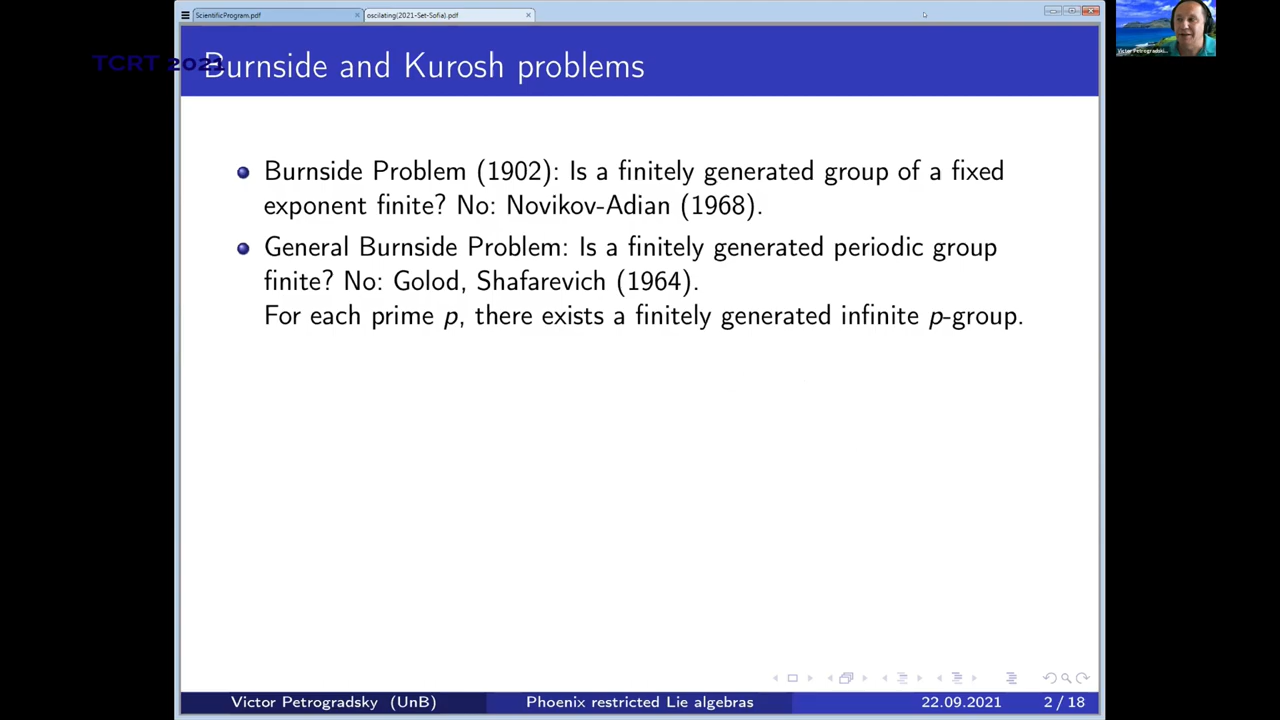 ScientificProgram.pdf
oscilating(2021-Set-Sofia).pdf
TCRT 2021
Burnside and Kurosh problems
Burnside Problem (1902): Is a finitely generated group of a fixed
exponent finite? No: Novikov-Adian (1968).
General Burnside Problem: Is a finitely generated periodic group
finite? No: Golod, Shafarevich (1964).
For each prime p, there exists a finitely generated infinite p-group.
Victor Petrogradsky (UnB)
Phoenix restricted Lie algebras
22.09.2021
2 / 18